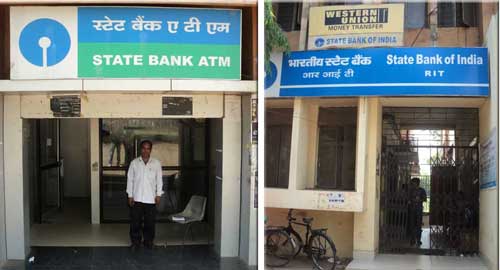 स्टेट बैंक ए टी एम
STATE BANK ATM
WESTERN UNION
MONEY TRANSFER
STATE BANK OF INDIA
भारतीय स्टेट बैंक
आर आई टी
State Bank of India
RIT